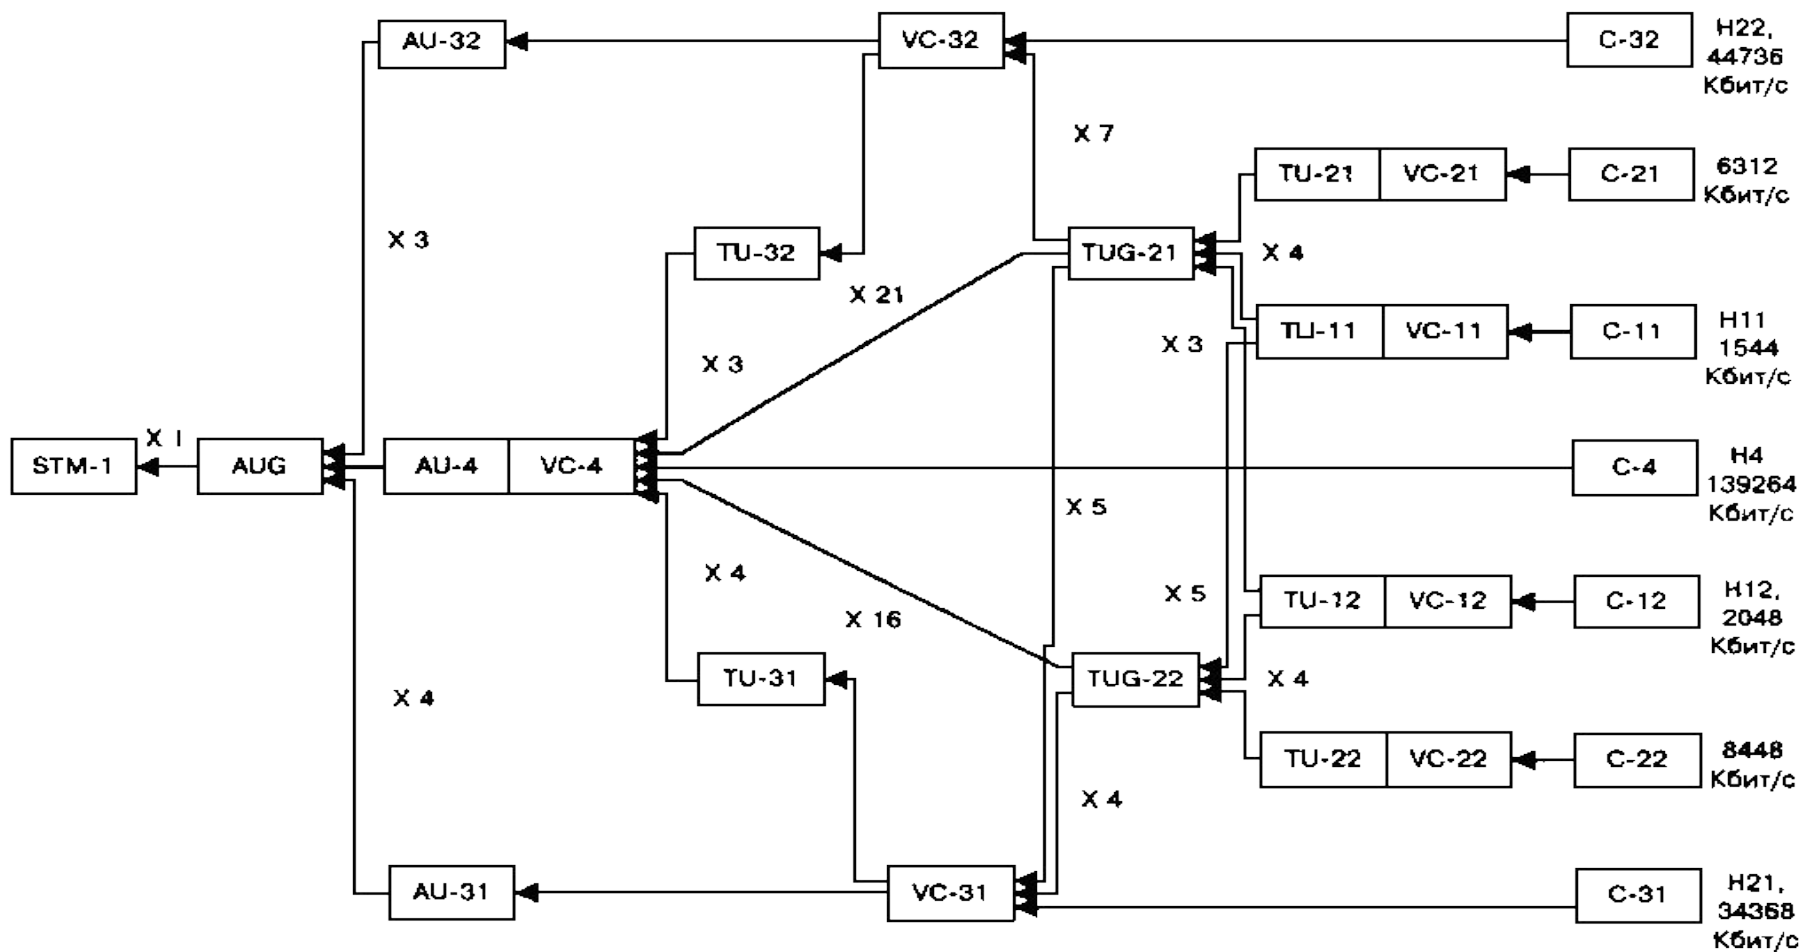 AU-32
VC-32
C-32
H22,
44736
Кбит/с
X 7
TU-21
VC-21
C-21
6312
Кбит/с
X 3
TU-32
TUG-21
X 4
X 21
TU-11
VC-11
C-11
H11
1544
Кбит/с
X 3
X 3
STM-1
X 1
AUG
AU-4
VC-4
C-4
H4
139264
Кбит/с
X 5
X 4
X 16
X 5
TU-12
VC-12
C-12
H12,
2048
Кбит/с
TU-31
TUG-22
X 4
X 4
TU-22
VC-22
C-22
8448
Кбит/с
X 4
AU-31
VC-31
C-31
H21,
34368
Кбит/с